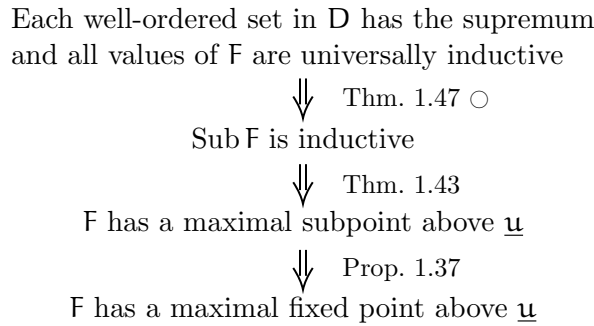 Each well-ordered set in D has the supremum
and all values of F are universally inductive
⇓ Thm. 1.47 ○
Sub F is inductive
⇓ Thm. 1.43
F has a maximal subpoint above u̲
⇓ Prop. 1.37
F has a maximal fixed point above u̲